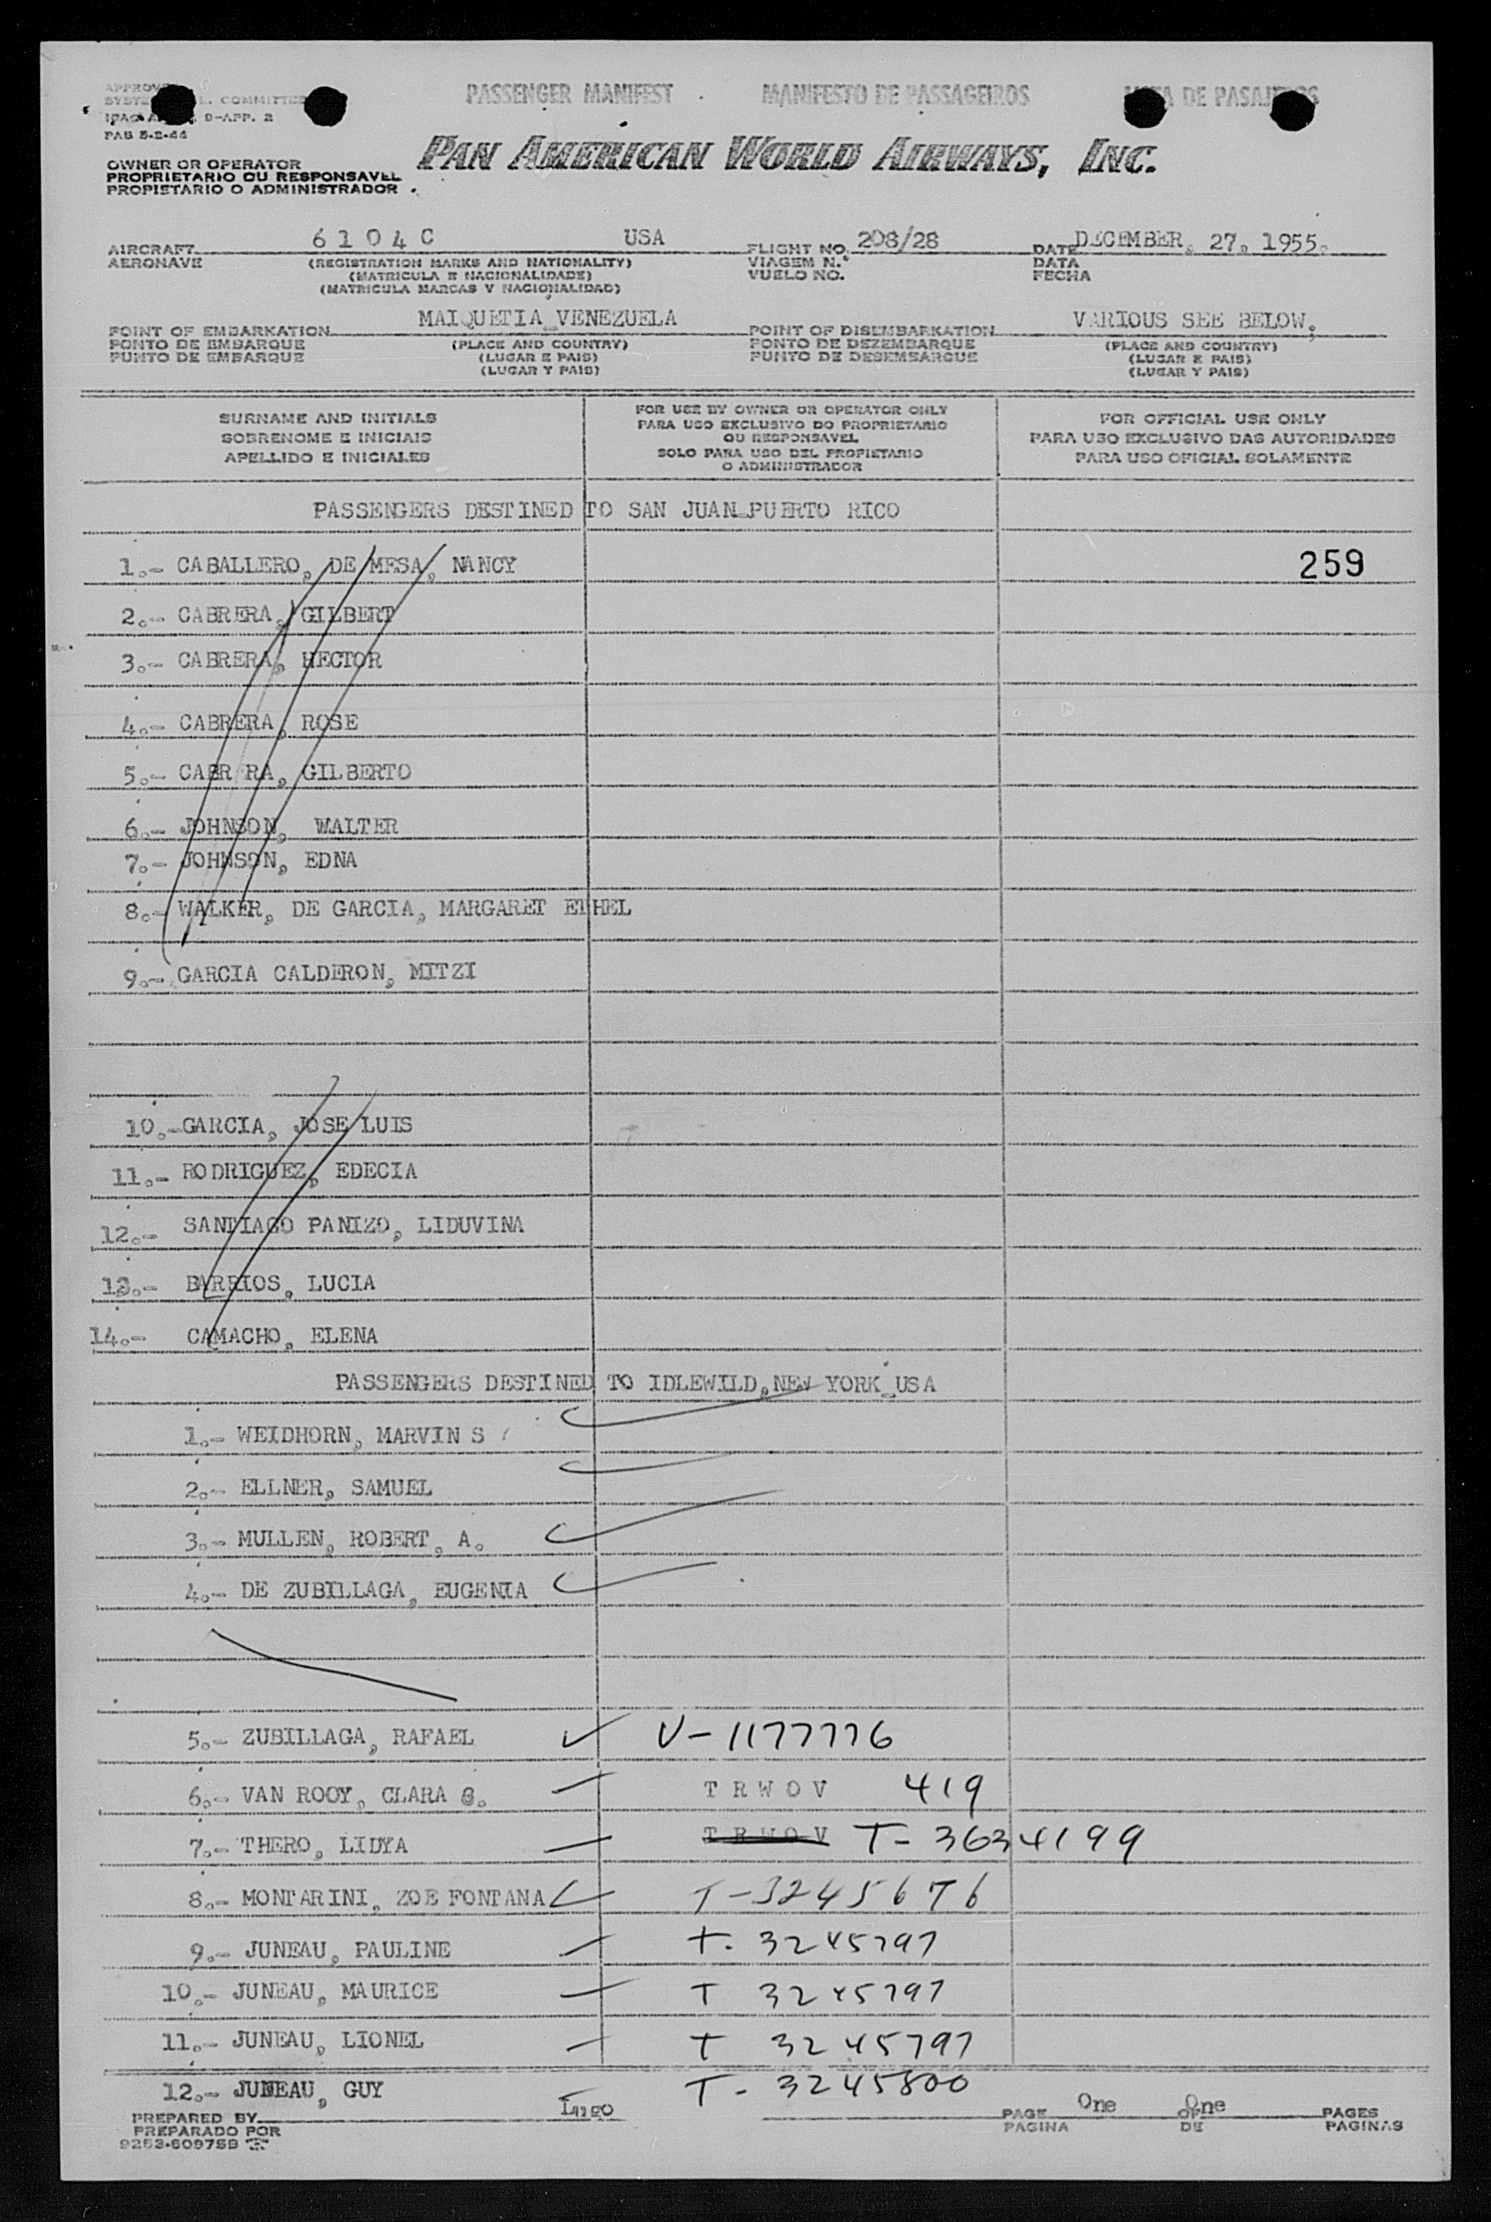 PASSENGER MANIFEST MANIFESTO DE PASSAGEIROS DE
COMMITTEE
D-APP. 2
PAS 5-2-44
PAN AMERICAN WORLD AIRWAYS, INC.
OWNER OR OPERATOR
PROPRIETARIO OU RESPONSAVEL
PROPIETARIO O ADMINISTRADOR
AIRCRAFT 6104C USA FLIGHT NO. 208/28 DATE DECEMBER, 27, 1955.
AERONAVE (REGISTRATION MARKS AND NATIONALITY) VIAGEM N.º DATA
(MATRICULA E NACIONALIDADE) VUELO NO. FECHA
(MATRICULA MARCAS Y NACIONALIDAD)
POINT OF EMBARKATION MAIQUETIA VENEZUELA POINT OF DISEMBARKATION VARIOUS SEE BELOW,
PONTO DE EMBARQUE (PLACE AND COUNTRY) PONTO DE DEZEMBARQUE (PLACE AND COUNTRY)
PUNTO DE EMBARQUE (LUGAR E PAIS) PUNTO DE DESEMBARQUE (LUGAR E PAIS)
(LUGAR Y PAIS) (LUGAR Y PAIS)
SURNAME AND INITIALS
SOBRENOME E INICIAIS
APELLIDO E INICIALES
FOR USE BY OWNER OR OPERATOR ONLY
PARA USO EXCLUSIVO DO PROPRIETARIO
OU RESPONSAVEL
SOLO PARA USO DEL PROPIETARIO
O ADMINISTRADOR
FOR OFFICIAL USE ONLY
PARA USO EXCLUSIVO DAS AUTORIDADES
PARA USO OFICIAL SOLAMENTE
PASSENGERS DESTINED TO SAN JUAN PUERTO RICO
1.- CABALLERO, DE MESA, NANCY 259
2.- CABRERA, GILBERT
3.- CABRERA, HECTOR
4.- CABRERA, ROSE
5.- CABR RA, GILBERTO
6.- JOHNSON, WALTER
7.- JOHNSON, EDNA
8.- WALKER, DE GARCIA, MARGARET ETHEL
9.- GARCIA CALDERON, MITZI
10.- GARCIA, JOSE LUIS
11.- RODRIGUEZ, EDECIA
12.- SANTIAGO PANIZO, LIDUVINA
13.- BARRIOS, LUCIA
14.- CAMACHO, ELENA
PASSENGERS DESTINED TO IDLEWILD, NEW YORK USA
1.- WEIDHORN, MARVIN S
2.- ELLNER, SAMUEL
3.- MULLEN, ROBERT, A.
4.- DE ZUBILLAGA, EUGENIA
5.- ZUBILLAGA, RAFAEL V-1177776
6.- VAN ROOY, CLARA T R W O V 419
7.- THERO, LIDYA T R W O V T-3634199
8.- MONTARINI, ZOE FONTANA T-3245676
9.- JUNEAU, PAULINE T. 3245797
10.- JUNEAU, MAURICE T 3245797
11.- JUNEAU, LIONEL T 3245797
12.- JUNEAU, GUY T- 3245800
PREPARED BY Lugo PAGE One OF One PAGES
PREPARADO POR PAGINA DE PAGINAS